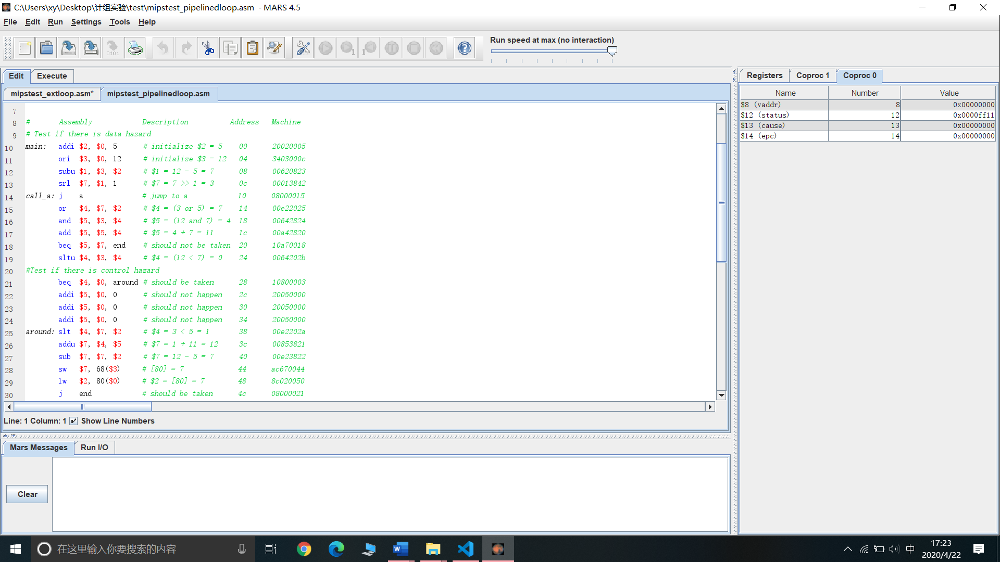 C:\Users\xy\Desktop\计组实验\test\mipstest_pipelinedloop.asm - MARS 4.5
File Edit Run Settings Tools Help
Run speed at max (no interaction)
Edit Execute
mipstest_extloop.asm* mipstest_pipelinedloop.asm
7
8 # Assembly Description Address Machine
9 # Test if there is data hazard
10 main: addi $2, $0, 5 # initialize $2 = 5 00 20020005
11 ori $3, $0, 12 # initialize $3 = 12 04 3403000c
12 subu $1, $3, $2 # $1 = 12 - 5 = 7 08 00620823
13 srl $7, $1, 1 # $7 = 7 >> 1 = 3 0c 00013842
14 call_a: j a # jump to a 10 08000015
15 or $4, $7, $2 # $4 = (3 or 5) = 7 14 00e22025
16 and $5, $3, $4 # $5 = (12 and 7) = 4 18 00642824
17 add $5, $5, $4 # $5 = 4 + 7 = 11 1c 00a42820
18 beq $5, $7, end # should not be taken 20 10a70018
19 sltu $4, $3, $4 # $4 = (12 < 7) = 0 24 0064202b
20 #Test if there is control hazard
21 beq $4, $0, around # should be taken 28 10800003
22 addi $5, $0, 0 # should not happen 2c 20050000
23 addi $5, $0, 0 # should not happen 30 20050000
24 addi $5, $0, 0 # should not happen 34 20050000
25 around: slt $4, $7, $2 # $4 = 3 < 5 = 1 38 00e2202a
26 addu $7, $4, $5 # $7 = 1 + 11 = 12 3c 00853821
27 sub $7, $7, $2 # $7 = 12 - 5 = 7 40 00e23822
28 sw $7, 68($3) # [80] = 7 44 ac670044
29 lw $2, 80($0) # $2 = [80] = 7 48 8c020050
30 j end # should be taken 4c 08000021
Line: 1 Column: 1 Show Line Numbers
Mars Messages Run I/O
Clear
Registers Coproc 1 Coproc 0
Name Number Value
$8 (vaddr) 8 0x00000000
$12 (status) 12 0x0000ff11
$13 (cause) 13 0x00000000
$14 (epc) 14 0x00000000
在这里输入你要搜索的内容
中
17:23
2020/4/22